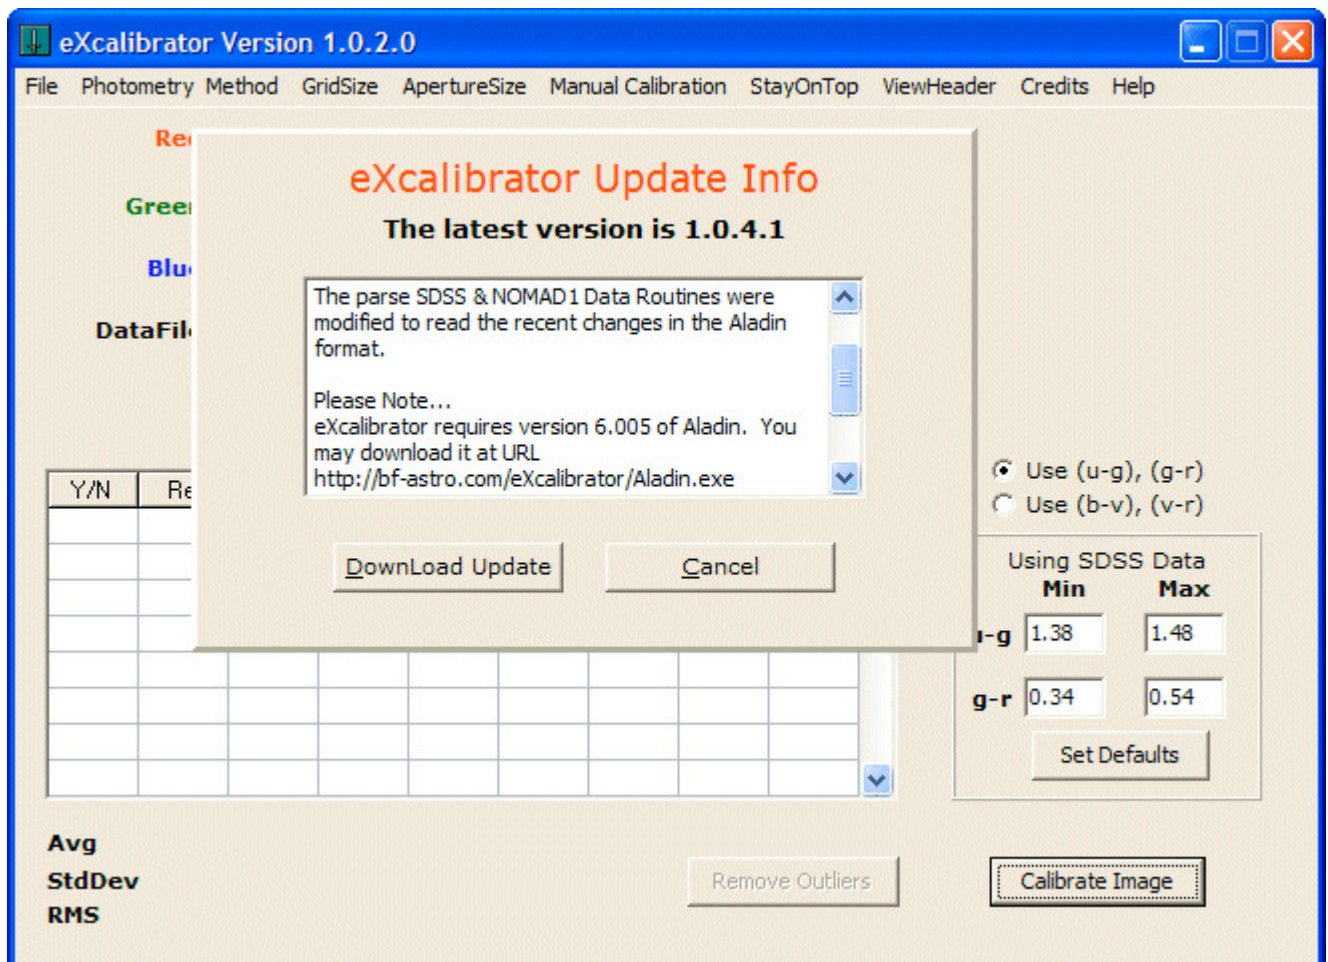 eXcalibrator Version 1.0.2.0
File Photometry Method GridSize ApertureSize Manual Calibration StayOnTop ViewHeader Credits Help
eXcalibrator Update Info
The latest version is 1.0.4.1
The parse SDSS & NOMAD1 Data Routines were
modified to read the recent changes in the Aladin
format.
Please Note...
eXcalibrator requires version 6.005 of Aladin. You
may download it at URL
http://bf-astro.com/eXcalibrator/Aladin.exe
DownLoad Update Cancel
Y/N
Use (u-g), (g-r)
Use (b-v), (v-r)
Using SDSS Data
Min Max
u-g 1.38 1.48
g-r 0.34 0.54
Set Defaults
Avg
StdDev
RMS
Remove Outliers Calibrate Image